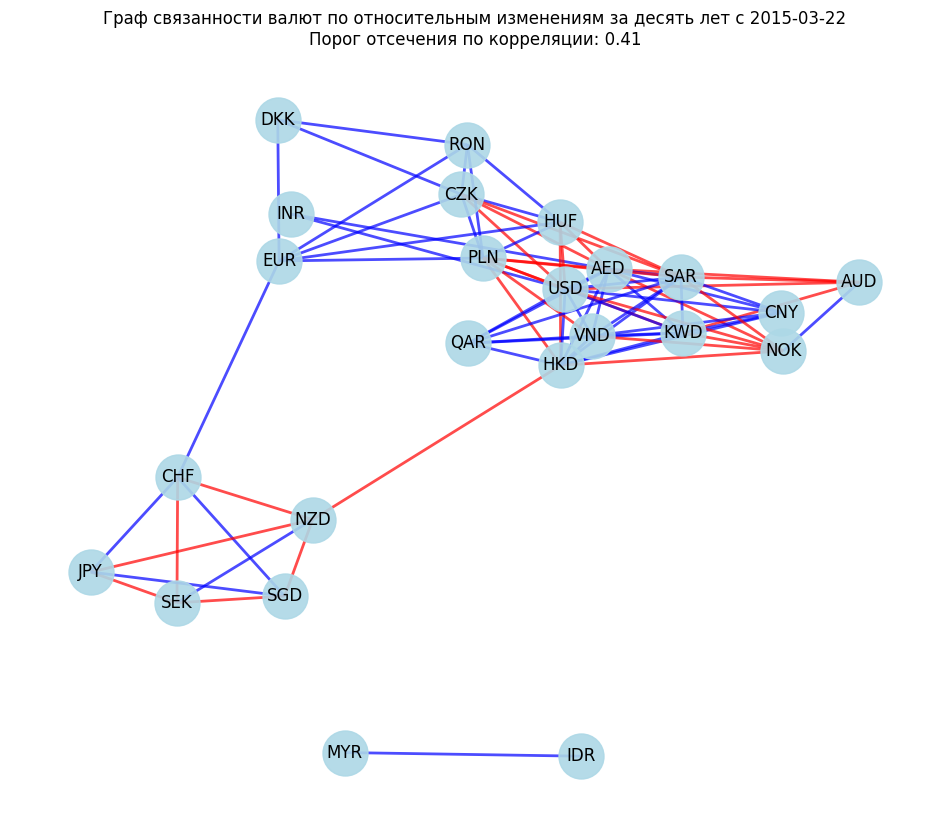 Граф связанности валют по относительным изменениям за десять лет с 2015-03-22
Порог отсечения по корреляции: 0.41
DKK
RON
CZK
INR
HUF
EUR
PLN
AED
SAR
AUD
USD
CNY
QAR
VND
KWD
NOK
HKD
CHF
NZD
JPY
SEK
SGD
MYR
IDR